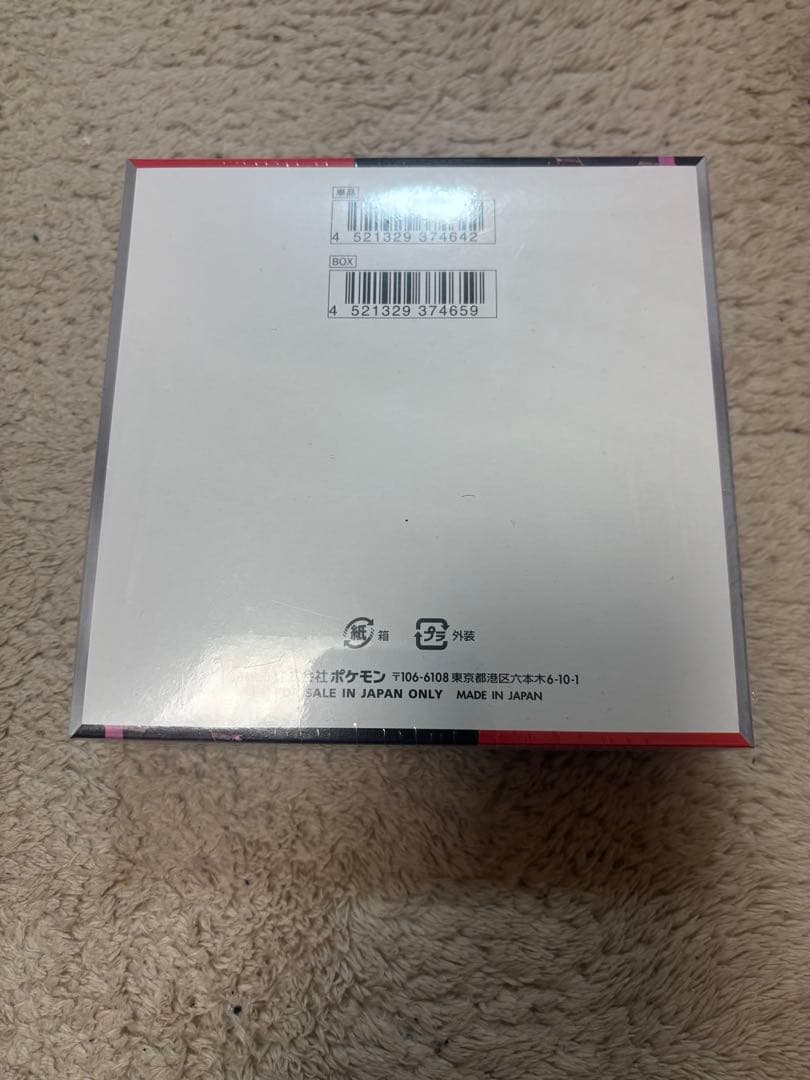 単品
4 521329 374642
BOX
4 521329 374659
紙 箱 プラ 外装
会社 ポケモン 〒106-6108 東京都港区六本木6-10-1
SALE IN JAPAN ONLY MADE IN JAPAN